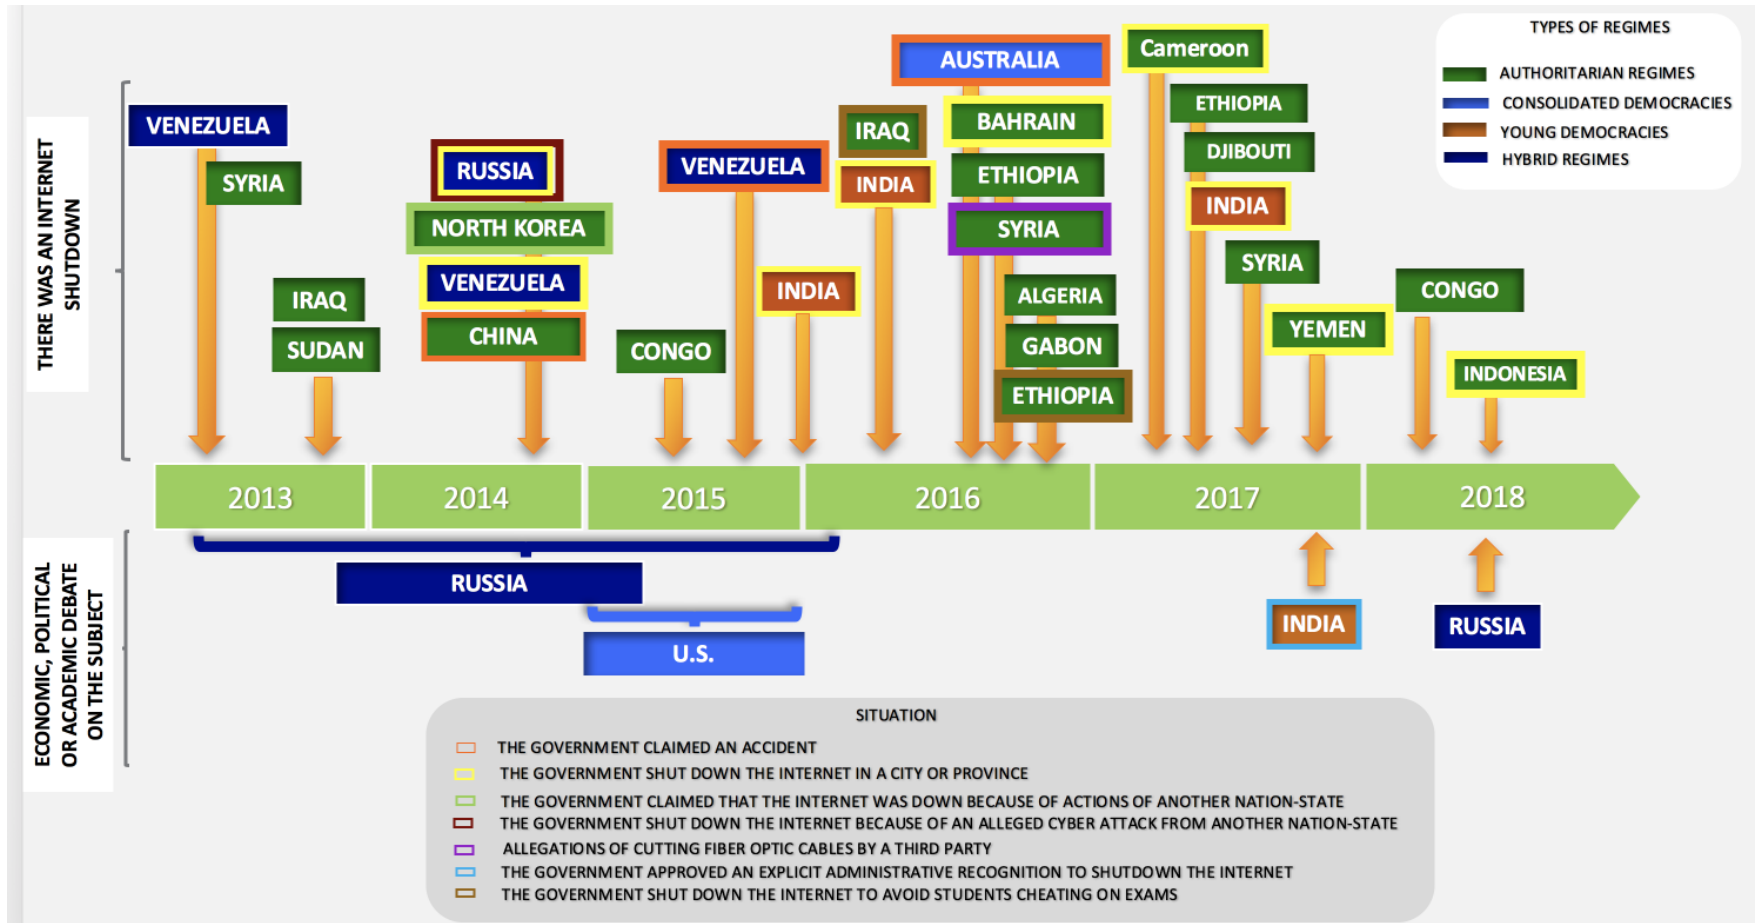 TYPES OF REGIMES
AUTHORITARIAN REGIMES
CONSOLIDATED DEMOCRACIES
YOUNG DEMOCRACIES
HYBRID REGIMES
THERE WAS AN INTERNET
SHUTDOWN
VENEZUELA
SYRIA
IRAQ
SUDAN
RUSSIA
NORTH KOREA
VENEZUELA
CHINA
CONGO
VENEZUELA
INDIA
IRAQ
INDIA
AUSTRALIA
BAHRAIN
ETHIOPIA
SYRIA
ALGERIA
GABON
ETHIOPIA
Cameroon
ETHIOPIA
DJIBOUTI
INDIA
SYRIA
YEMEN
CONGO
INDONESIA
2013
2014
2015
2016
2017
2018
ECONOMIC, POLITICAL
OR ACADEMIC DEBATE
ON THE SUBJECT
RUSSIA
U.S.
INDIA
RUSSIA
SITUATION
THE GOVERNMENT CLAIMED AN ACCIDENT
THE GOVERNMENT SHUT DOWN THE INTERNET IN A CITY OR PROVINCE
THE GOVERNMENT CLAIMED THAT THE INTERNET WAS DOWN BECAUSE OF ACTIONS OF ANOTHER NATION-STATE
THE GOVERNMENT SHUT DOWN THE INTERNET BECAUSE OF AN ALLEGED CYBER ATTACK FROM ANOTHER NATION-STATE
ALLEGATIONS OF CUTTING FIBER OPTIC CABLES BY A THIRD PARTY
THE GOVERNMENT APPROVED AN EXPLICIT ADMINISTRATIVE RECOGNITION TO SHUTDOWN THE INTERNET
THE GOVERNMENT SHUT DOWN THE INTERNET TO AVOID STUDENTS CHEATING ON EXAMS